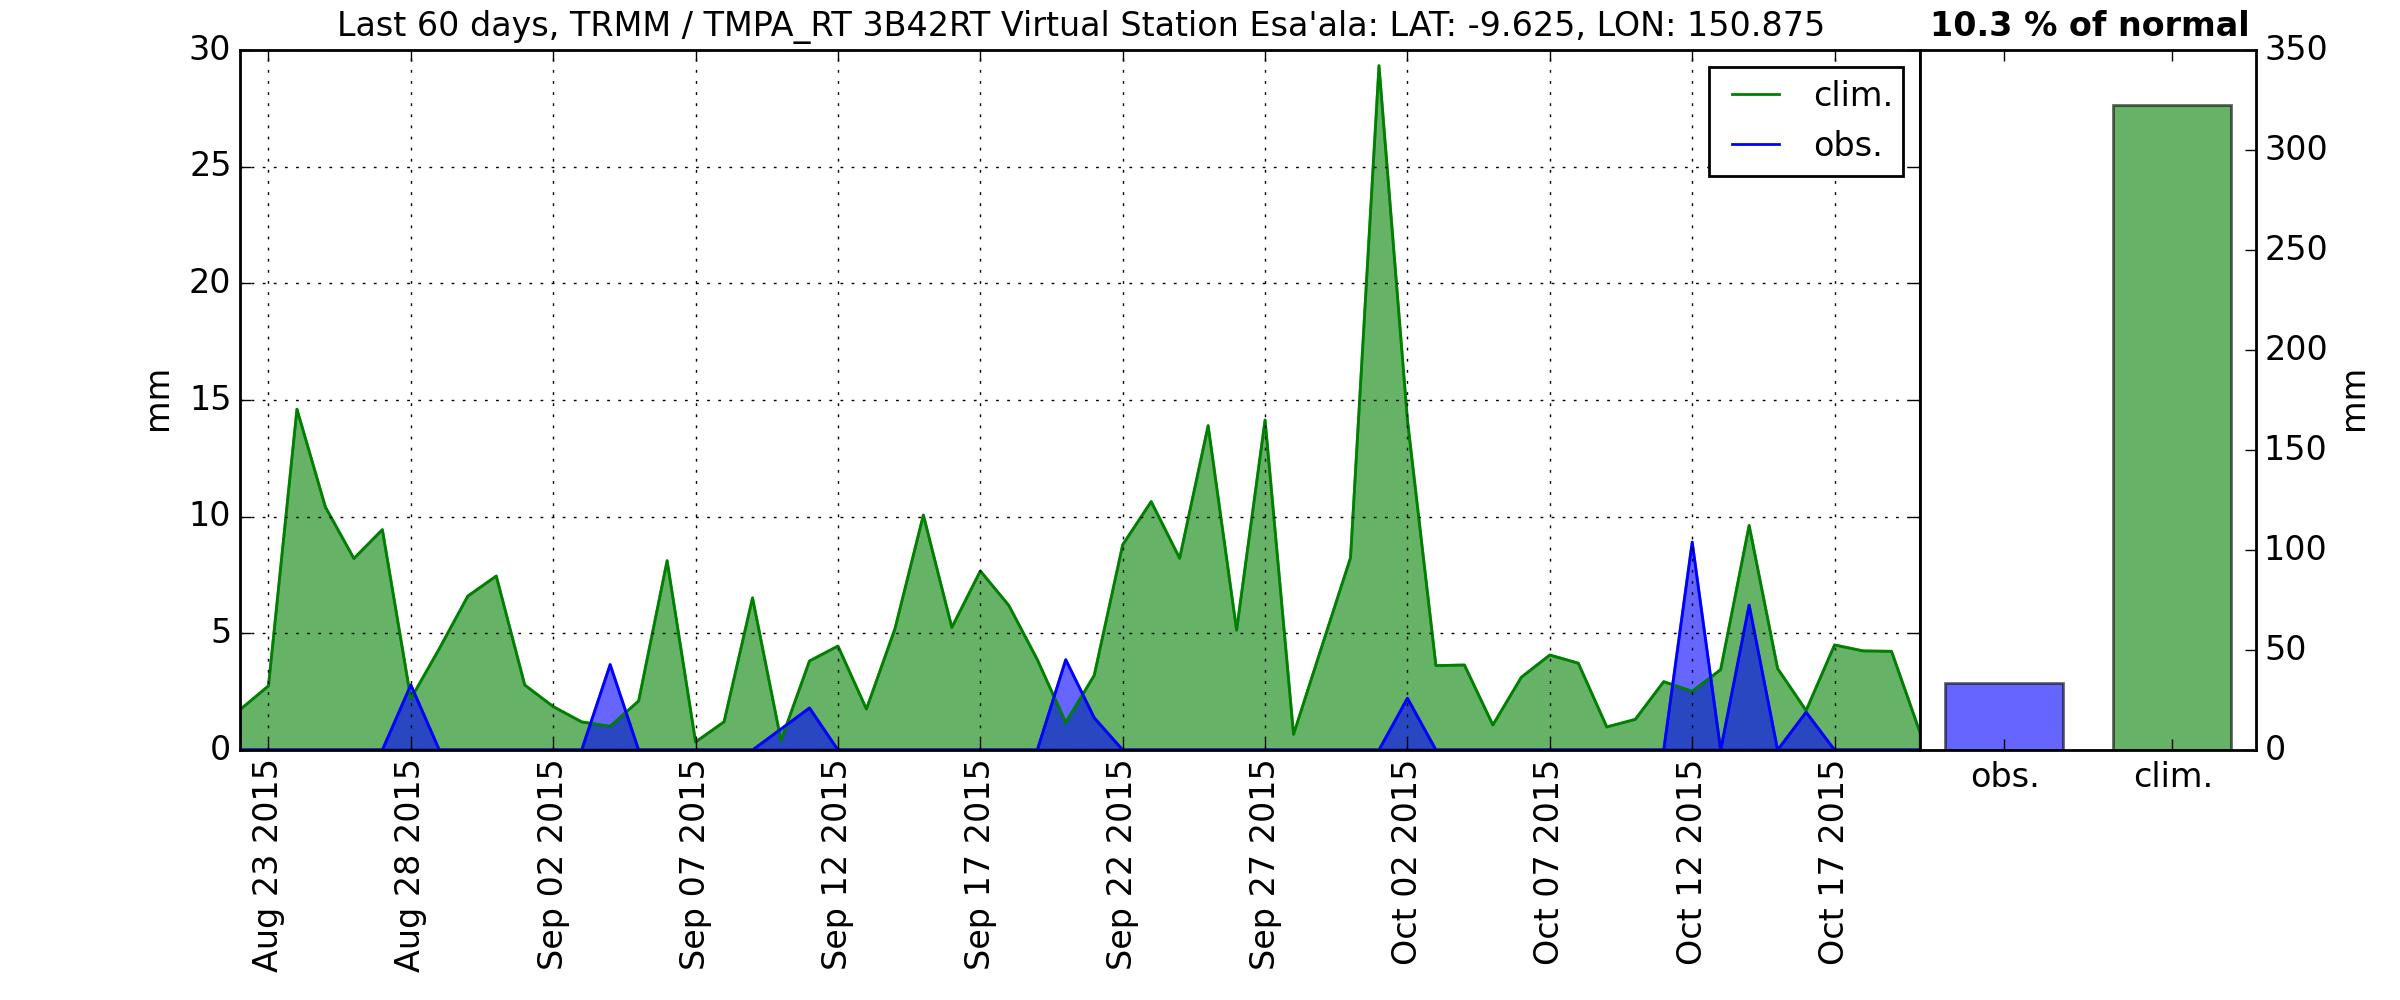 Last 60 days, TRMM / TMPA_RT 3B42RT Virtual Station Esa'ala: LAT: -9.625, LON: 150.875
10.3 % of normal
30
25
20
15
10
5
0
mm
clim.
obs.
350
300
250
200
150
100
50
0
mm
obs.
clim.
Aug 23 2015
Aug 28 2015
Sep 02 2015
Sep 07 2015
Sep 12 2015
Sep 17 2015
Sep 22 2015
Sep 27 2015
Oct 02 2015
Oct 07 2015
Oct 12 2015
Oct 17 2015